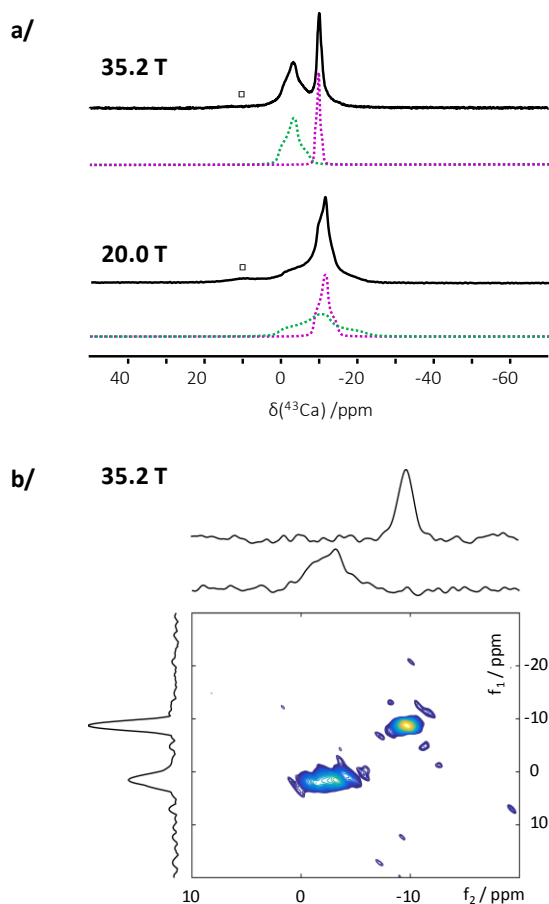 a/
35.2 T
20.0 T
40 20 0 -20 -40 -60
δ(⁴³Ca) /ppm
b/
35.2 T
f₁ / ppm
-20
-10
0
10
10 0 -10
f₂ / ppm